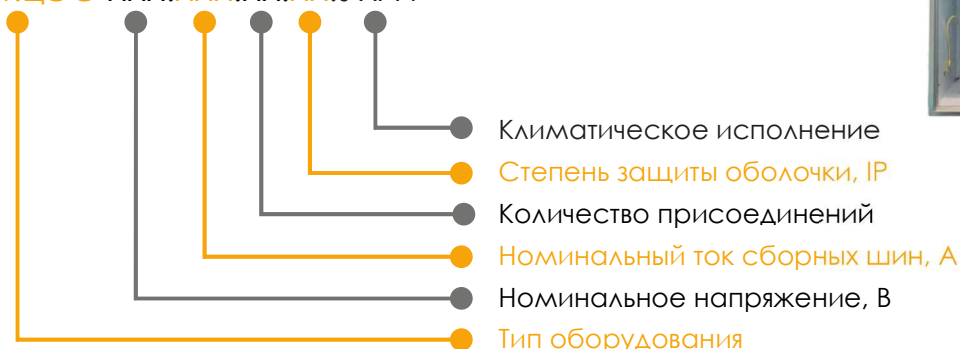 Климатическое исполнение
Степень защиты оболочки, IP
Количество присоединений
Номинальный ток сборных шин, А
Номинальное напряжение, В
Тип оборудования